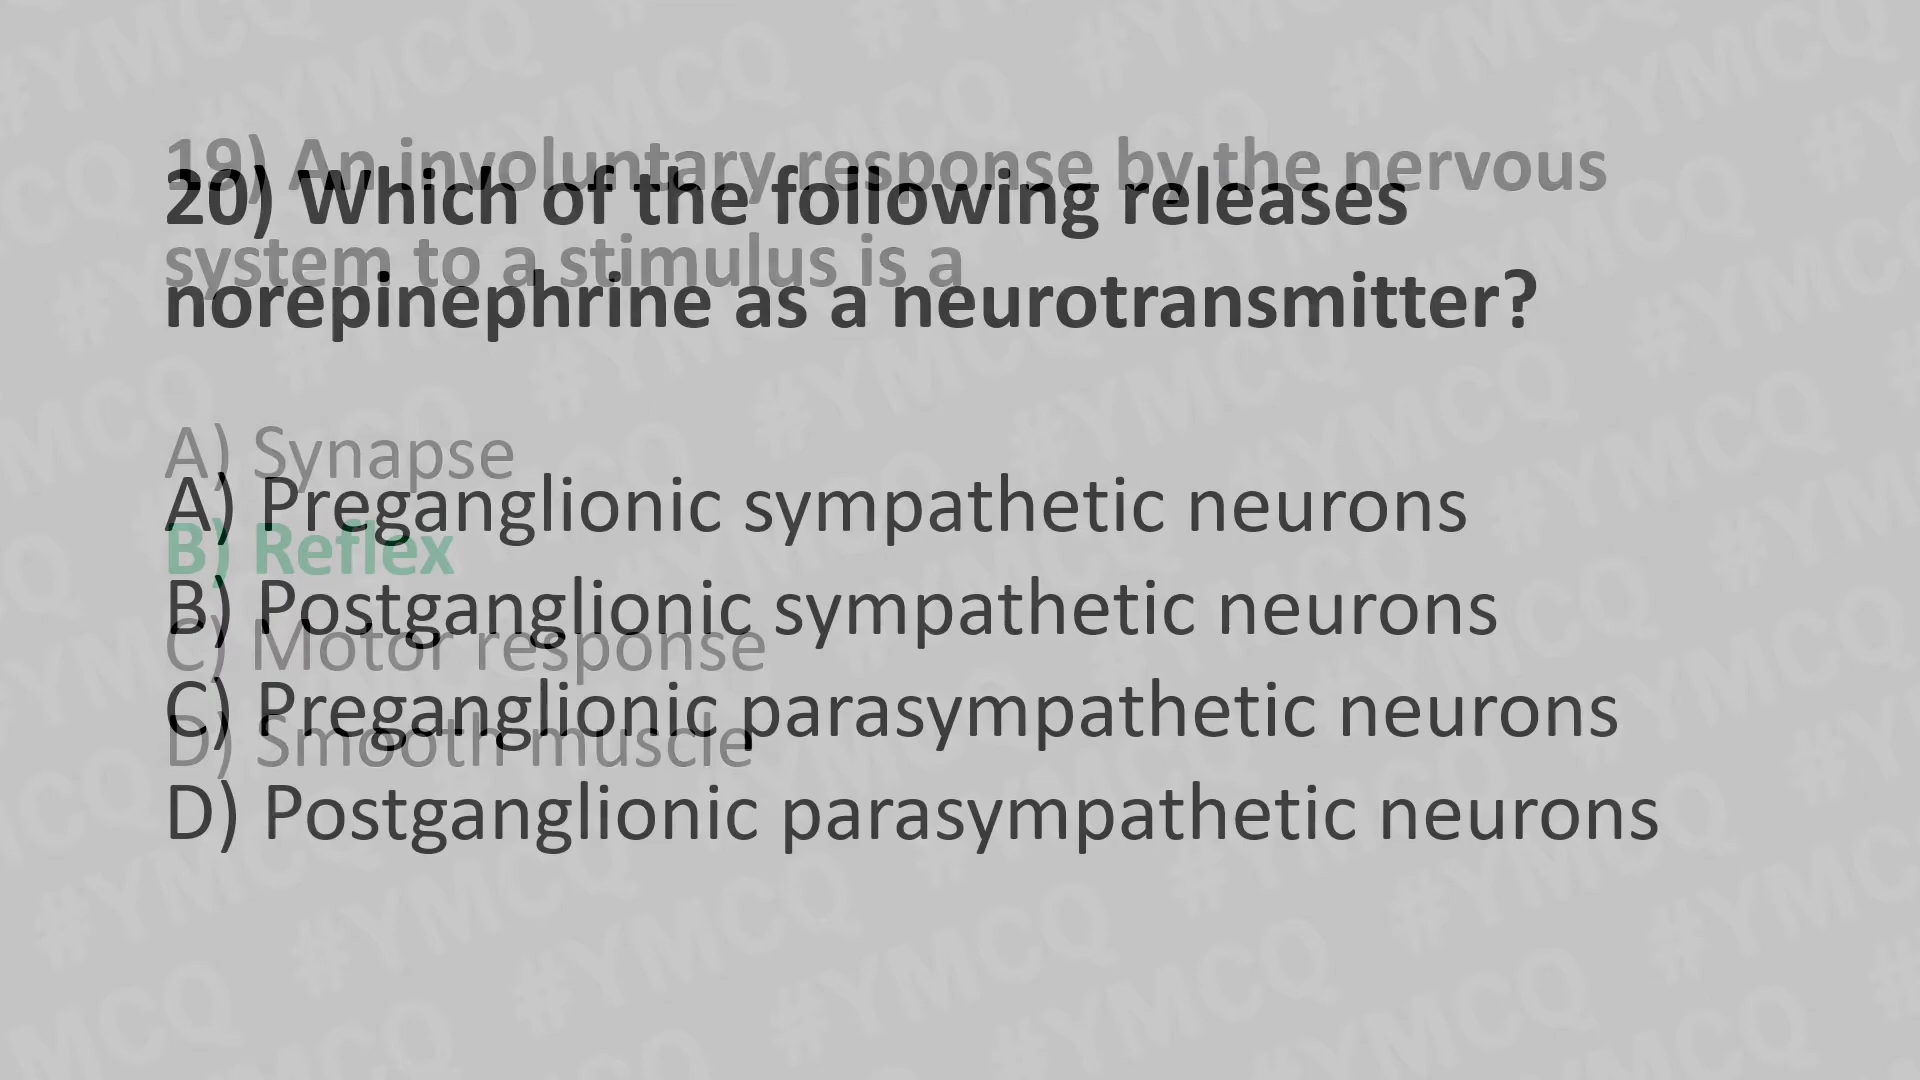 19) An involuntary response by the nervous
system to a stimulus is a
A) Synapse
B) Reflex
C) Motor response
D) Smooth muscle
20) Which of the following releases
norepinephrine as a neurotransmitter?
A) Preganglionic sympathetic neurons
B) Postganglionic sympathetic neurons
C) Preganglionic parasympathetic neurons
D) Postganglionic parasympathetic neurons
#YMCQ